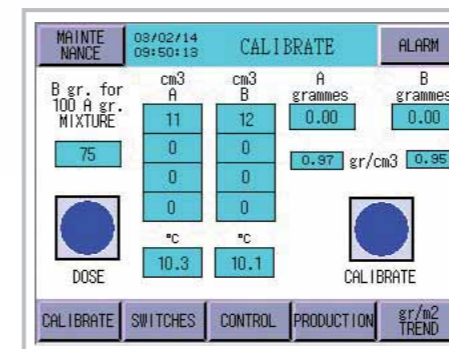 MAINTE
NANCE
03/02/14
09:50:13
CALIBRATE
ALARM
B gr. for
100 A gr.
MIXTURE
75
cm3
A
11
0
0
0
°C
10.3
cm3
B
12
0
0
0
°C
10.1
A
grammes
0.00
B
grammes
0.00
0.97 gr/cm3 0.95
DOSE
CALIBRATE
CALIBRATE SWITCHES CONTROL PRODUCTION gr/m2
TREND